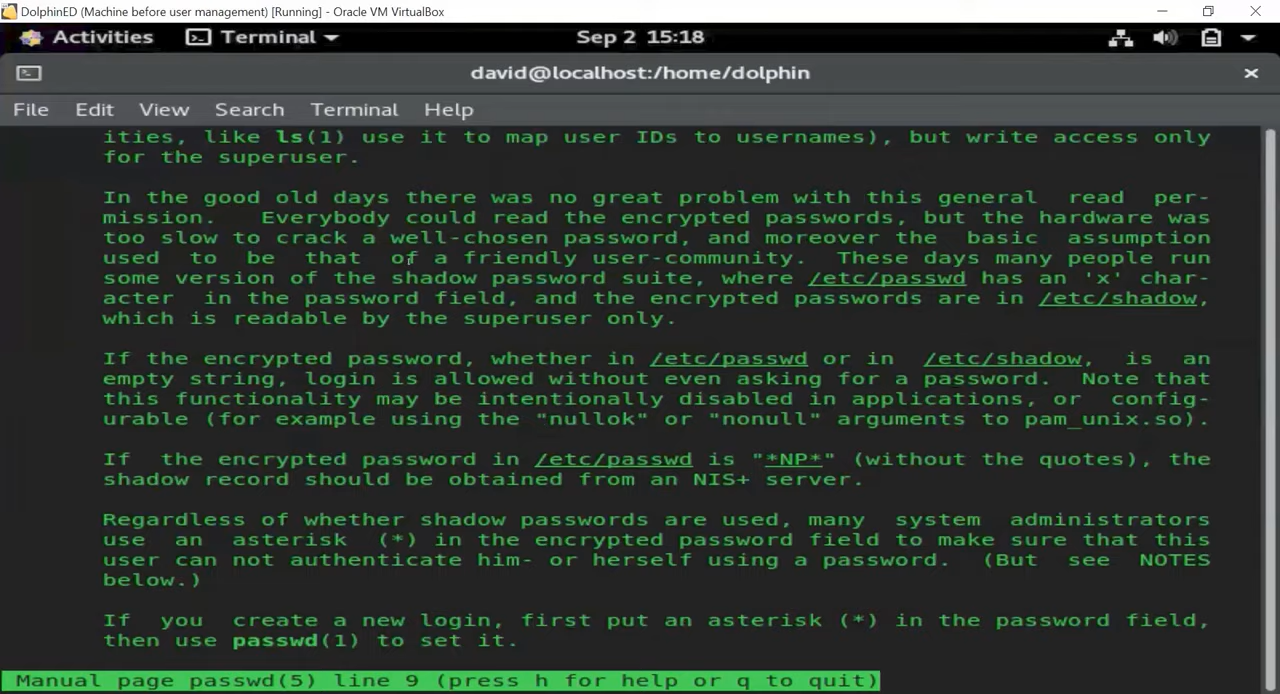 DolphinED (Machine before user management) [Running] - Oracle VM VirtualBox
Activities Terminal Sep 2 15:18
david@localhost:/home/dolphin
File Edit View Search Terminal Help
ities, like ls(1) use it to map user IDs to usernames), but write access only
for the superuser.
In the good old days there was no great problem with this general read per-
mission. Everybody could read the encrypted passwords, but the hardware was
too slow to crack a well-chosen password, and moreover the basic assumption
used to be that of a friendly user-community. These days many people run
some version of the shadow password suite, where /etc/passwd has an 'x' char-
acter in the password field, and the encrypted passwords are in /etc/shadow,
which is readable by the superuser only.
If the encrypted password, whether in /etc/passwd or in /etc/shadow, is an
empty string, login is allowed without even asking for a password. Note that
this functionality may be intentionally disabled in applications, or config-
urable (for example using the "nullok" or "nonull" arguments to pam_unix.so).
If the encrypted password in /etc/passwd is "*NP*" (without the quotes), the
shadow record should be obtained from an NIS+ server.
Regardless of whether shadow passwords are used, many system administrators
use an asterisk (*) in the encrypted password field to make sure that this
user can not authenticate him- or herself using a password. (But see NOTES
below.)
If you create a new login, first put an asterisk (*) in the password field,
then use passwd(1) to set it.
Manual page passwd(5) line 9 (press h for help or q to quit)